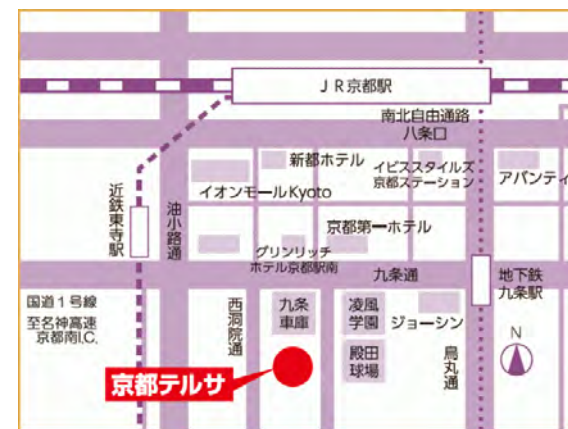 JR京都駅
南北自由通路
八条口
新都ホテル
イビススタイルズ
京都ステーション
アバンティ
イオンモールKyoto
近鉄東寺駅
油小路通
京都第一ホテル
グリンリッチ
ホテル京都駅南
九条通
地下鉄
九条駅
国道1号線
至名神高速
京都南I.C.
西洞院通
九条
車庫
凌風
学園
ジョーシン
烏丸通
N
殿田
球場
京都テルサ